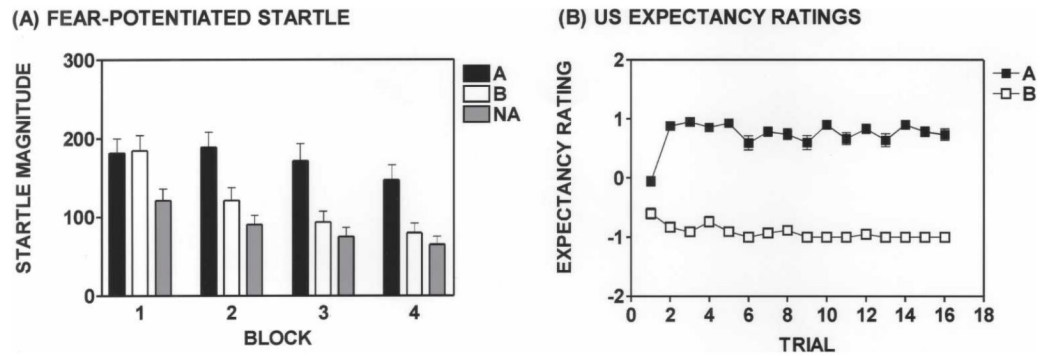 (A) FEAR-POTENTIATED STARTLE
STARTLE MAGNITUDE
300
200
100
0
1 2 3 4
BLOCK
A
B
NA
(B) US EXPECTANCY RATINGS
EXPECTANCY RATING
2
1
0
-1
-2
0 2 4 6 8 10 12 14 16 18
TRIAL
A
B